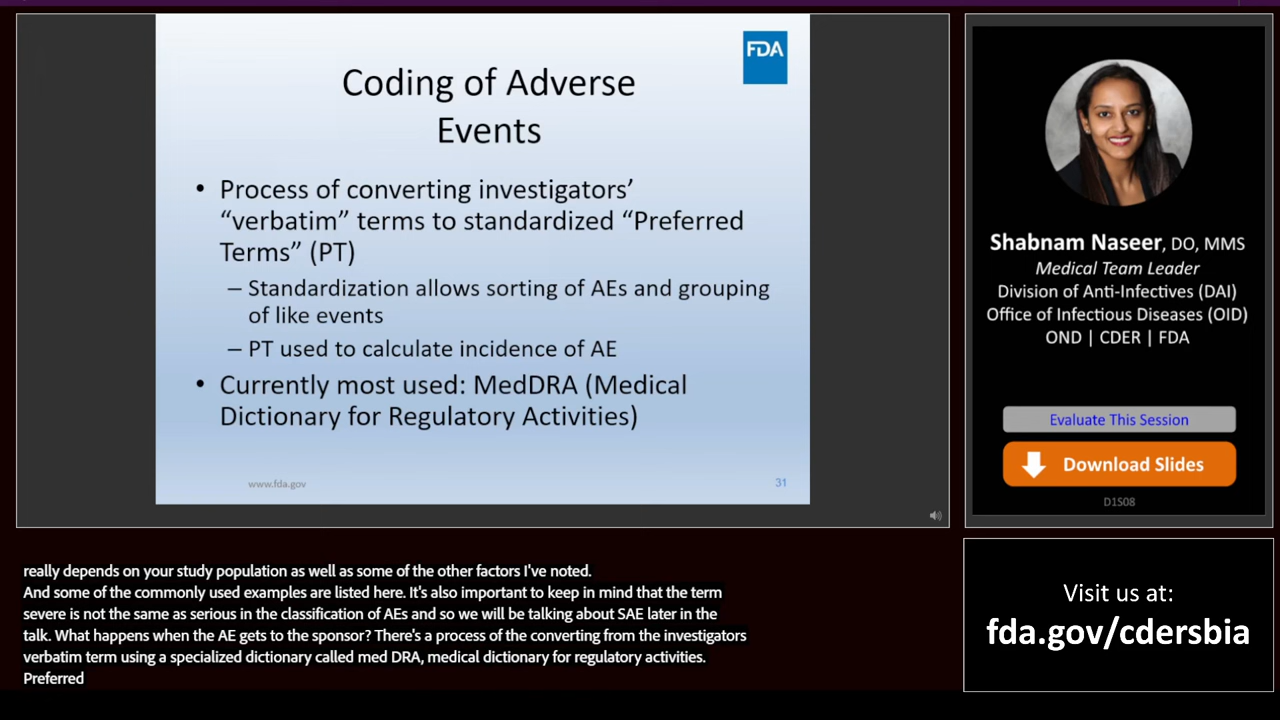 FDA
Coding of Adverse
Events
• Process of converting investigators’
“verbatim” terms to standardized “Preferred
Terms” (PT)
– Standardization allows sorting of AEs and grouping
of like events
– PT used to calculate incidence of AE
• Currently most used: MedDRA (Medical
Dictionary for Regulatory Activities)
www.fda.gov
31
Shabnam Naseer, DO, MMS
Medical Team Leader
Division of Anti-Infectives (DAI)
Office of Infectious Diseases (OID)
OND | CDER | FDA
Evaluate This Session
Download Slides
D1S08
really depends on your study population as well as some of the other factors I've noted.
And some of the commonly used examples are listed here. It's also important to keep in mind that the term
severe is not the same as serious in the classification of AEs and so we will be talking about SAE later in the
talk. What happens when the AE gets to the sponsor? There's a process of the converting from the investigators
verbatim term using a specialized dictionary called med DRA, medical dictionary for regulatory activities.
Preferred
Visit us at:
fda.gov/cdersbia